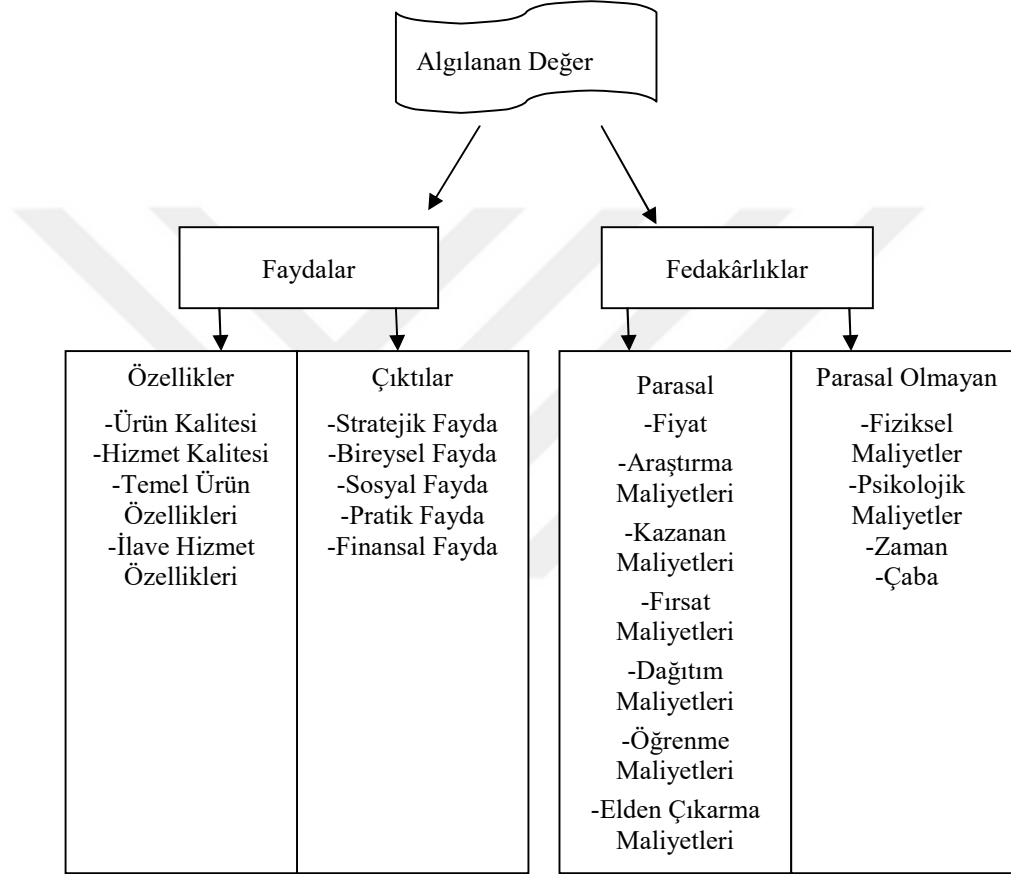 Algılanan Değer
Faydalar
Fedakârlıklar
Özellikler
-Ürün Kalitesi
-Hizmet Kalitesi
-Temel Ürün
Özellikleri
-İlave Hizmet
Özellikleri
Çıktılar
-Stratejik Fayda
-Bireysel Fayda
-Sosyal Fayda
-Pratik Fayda
-Finansal Fayda
Parasal
-Fiyat
-Araştırma
Maliyetleri
-Kazanan
Maliyetleri
-Fırsat
Maliyetleri
-Dağıtım
Maliyetleri
-Öğrenme
Maliyetleri
-Elden Çıkarma
Maliyetleri
Parasal Olmayan
-Fiziksel
Maliyetler
-Psikolojik
Maliyetler
-Zaman
-Çaba